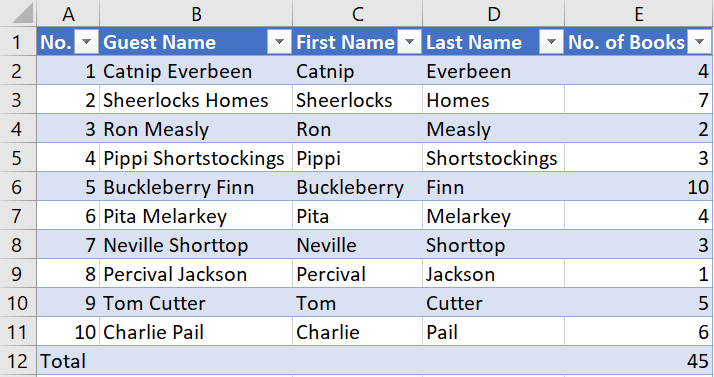 A B C D E
1 No. Guest Name First Name Last Name No. of Books
2 1 Catnip Everbeen Catnip Everbeen 4
3 2 Sheerlocks Homes Sheerlocks Homes 7
4 3 Ron Measly Ron Measly 2
5 4 Pippi Shortstockings Pippi Shortstockings 3
6 5 Buckleberry Finn Buckleberry Finn 10
7 6 Pita Melarkey Pita Melarkey 4
8 7 Neville Shorttop Neville Shorttop 3
9 8 Percival Jackson Percival Jackson 1
10 9 Tom Cutter Tom Cutter 5
11 10 Charlie Pail Charlie Pail 6
12 Total 45